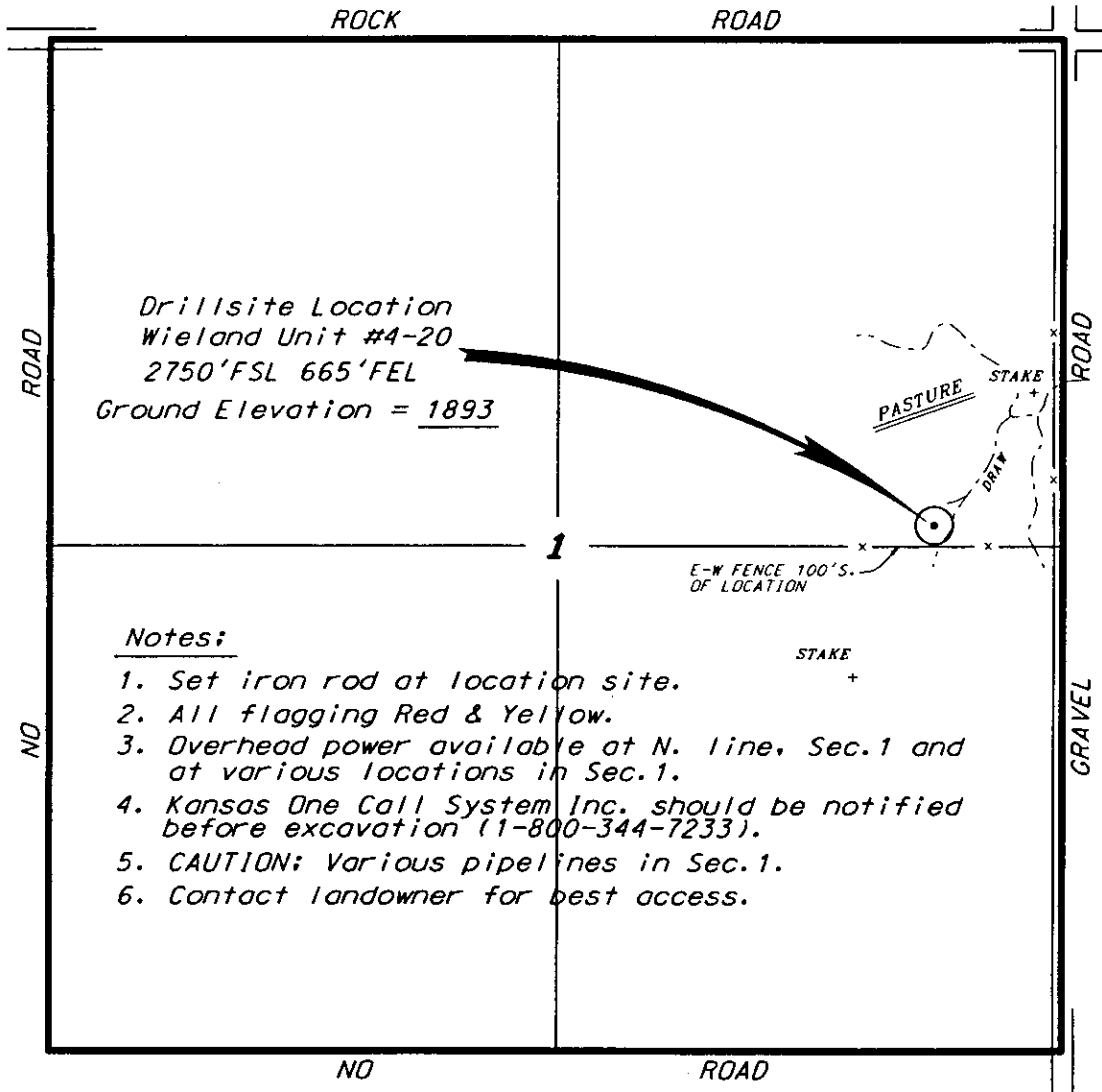 ROCK ROAD
Drillsite Location
Wieland Unit #4-20
2750'FSL 665'FEL
Ground Elevation = 1893
ROAD
ROAD
STAKE
PASTURE
DRAW
1
E-W FENCE 100'S.
OF LOCATION
STAKE
Notes:
1. Set iron rod at location site.
2. All flagging Red & Yellow.
3. Overhead power available at N. line, Sec.1 and
at various locations in Sec.1.
4. Kansas One Call System Inc. should be notified
before excavation (1-800-344-7233).
5. CAUTION: Various pipelines in Sec.1.
6. Contact landowner for best access.
NO
GRAVEL
NO ROAD